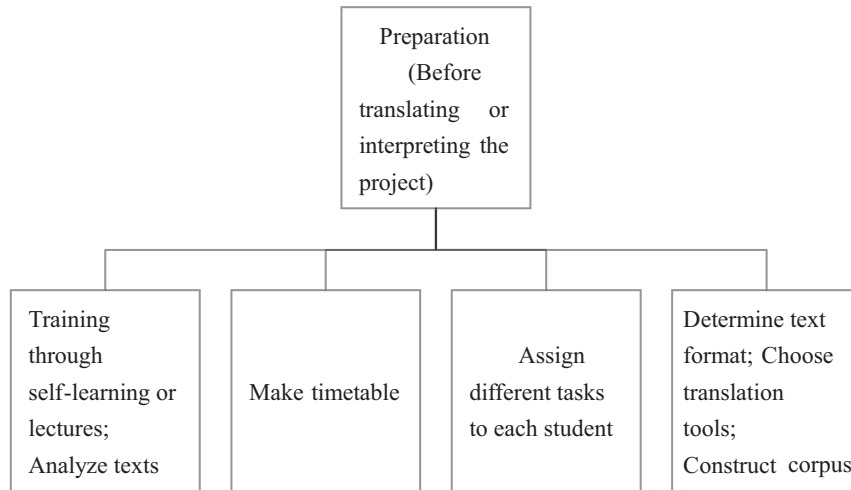 Preparation
(Before
translating or
interpreting the
project)
Training
through
self-learning or
lectures;
Analyze texts
Make timetable
Assign
different tasks
to each student
Determine text
format; Choose
translation
tools;
Construct corpus